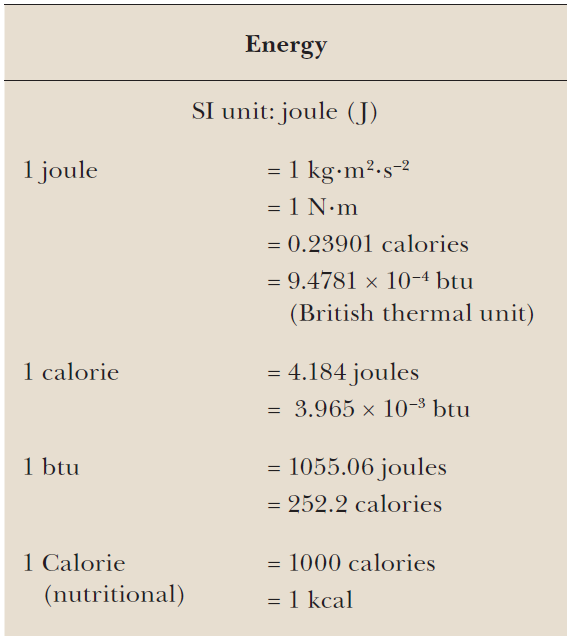 Energy
SI unit: joule (J)
1 joule = 1 kg·m²·s⁻²
= 1 N·m
= 0.23901 calories
= 9.4781 × 10⁻⁴ btu
(British thermal unit)
1 calorie = 4.184 joules
= 3.965 × 10⁻³ btu
1 btu = 1055.06 joules
= 252.2 calories
1 Calorie = 1000 calories
(nutritional) = 1 kcal